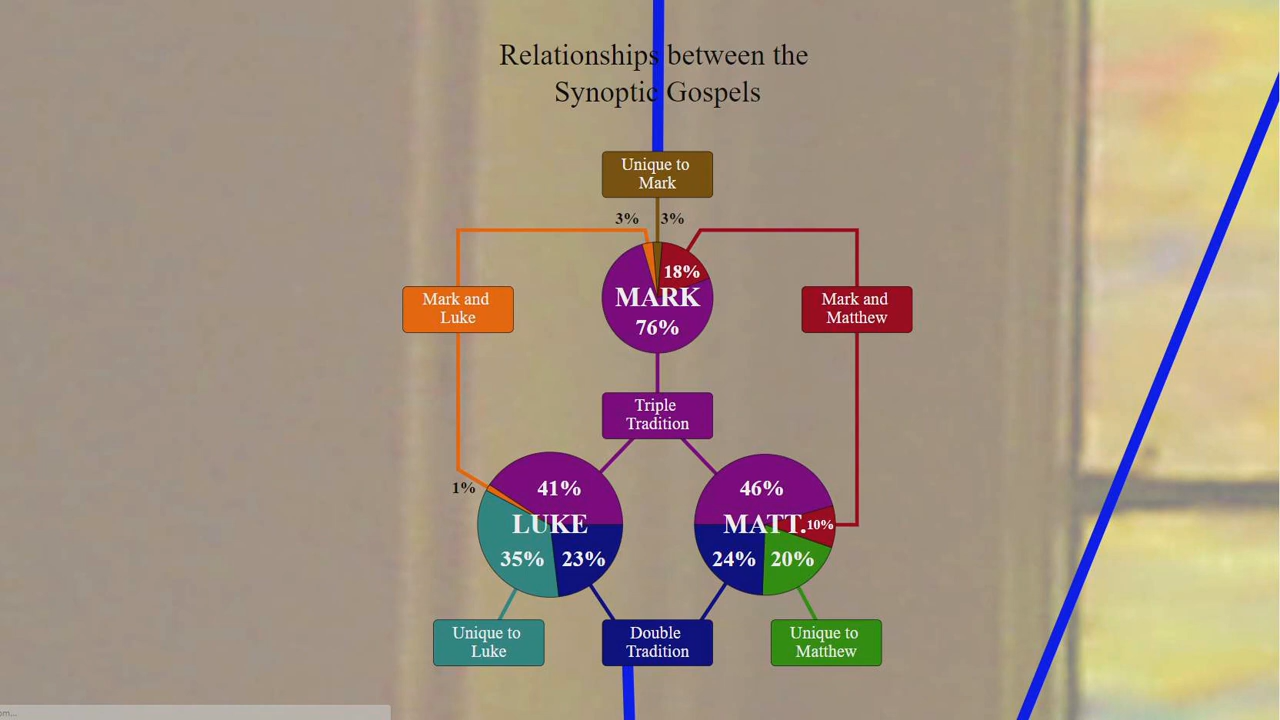 Relationships between the
Synoptic Gospels
Unique to
Mark
3%
3%
18%
MARK
76%
Mark and
Luke
Mark and
Matthew
Triple
Tradition
1%
41%
LUKE
35%
23%
46%
MATT.
10%
24%
20%
Unique to
Luke
Double
Tradition
Unique to
Matthew